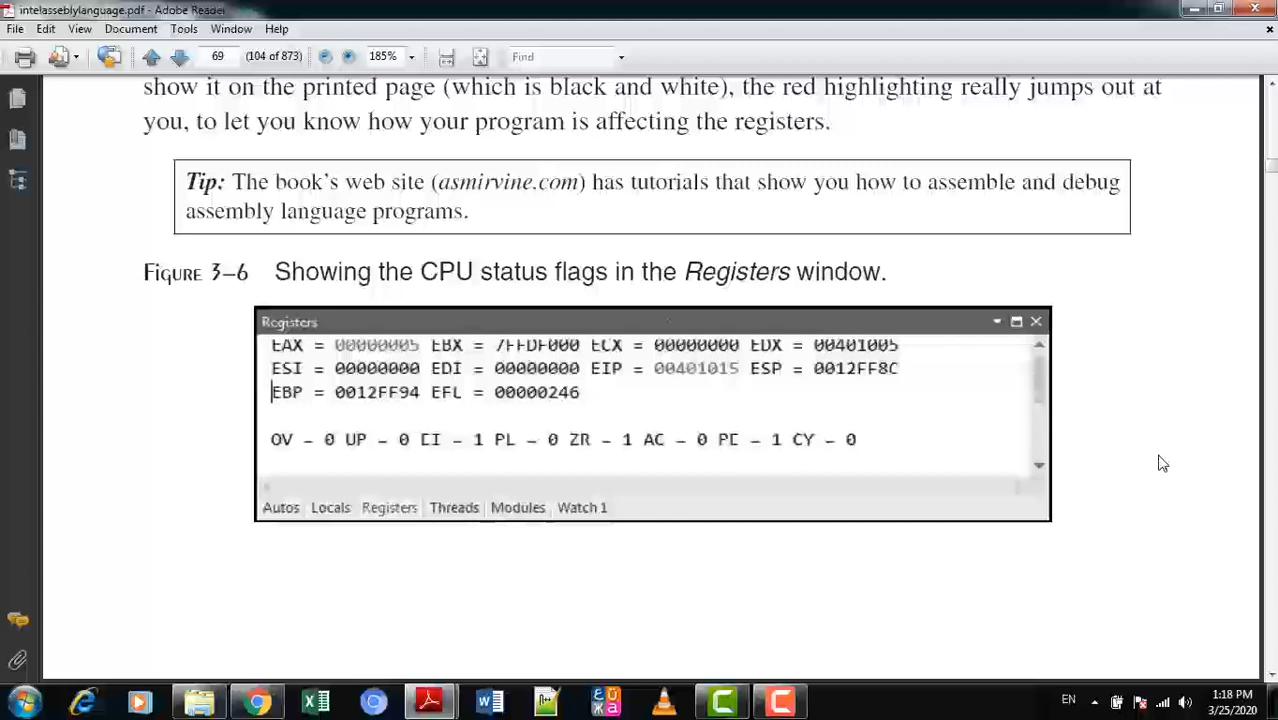 intelasseblylanguage.pdf - Adobe Reader
File Edit View Document Tools Window Help
69 (104 of 873) 185% Find
show it on the printed page (which is black and white), the red highlighting really jumps out at
you, to let you know how your program is affecting the registers.
Tip: The book's web site (asmirvine.com) has tutorials that show you how to assemble and debug
assembly language programs.
Figure 3–6 Showing the CPU status flags in the Registers window.
Registers
EAX = 00000005 EBX = 7FFDF000 ECX = 00000000 EDX = 00401005
ESI = 00000000 EDI = 00000000 EIP = 00401015 ESP = 0012FF8C
EBP = 0012FF94 EFL = 00000246
OV = 0 UP = 0 EI = 1 PL = 0 ZR = 1 AC = 0 PE = 1 CY = 0
Autos Locals Registers Threads Modules Watch 1
EN 1:18 PM
3/25/2020